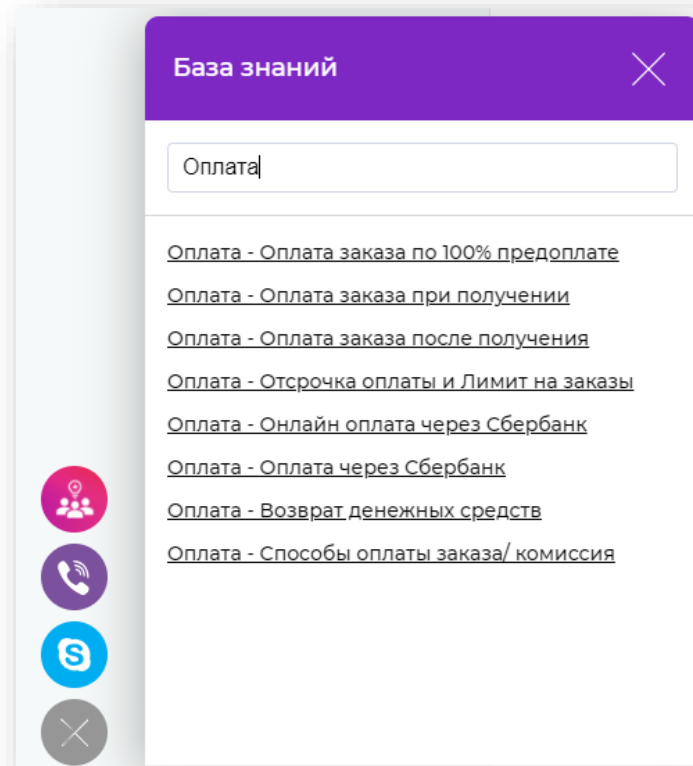 База знаний
Оплата
Оплата - Оплата заказа по 100% предоплате
Оплата - Оплата заказа при получении
Оплата - Оплата заказа после получения
Оплата - Отсрочка оплаты и Лимит на заказы
Оплата - Онлайн оплата через Сбербанк
Оплата - Оплата через Сбербанк
Оплата - Возврат денежных средств
Оплата - Способы оплаты заказа/ комиссия